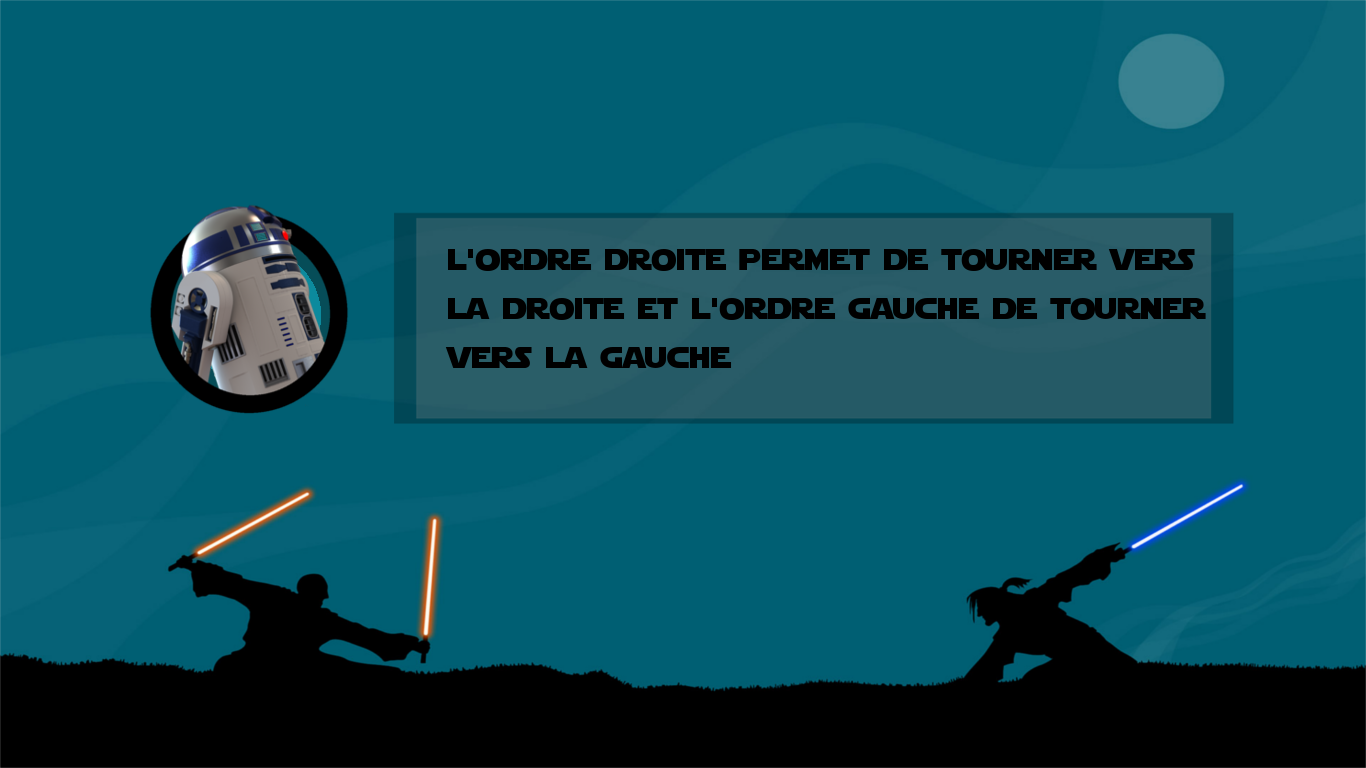 L'ORDRE DROITE PERMET DE TOURNER VERS
LA DROITE ET L'ORDRE GAUCHE DE TOURNER
VERS LA GAUCHE